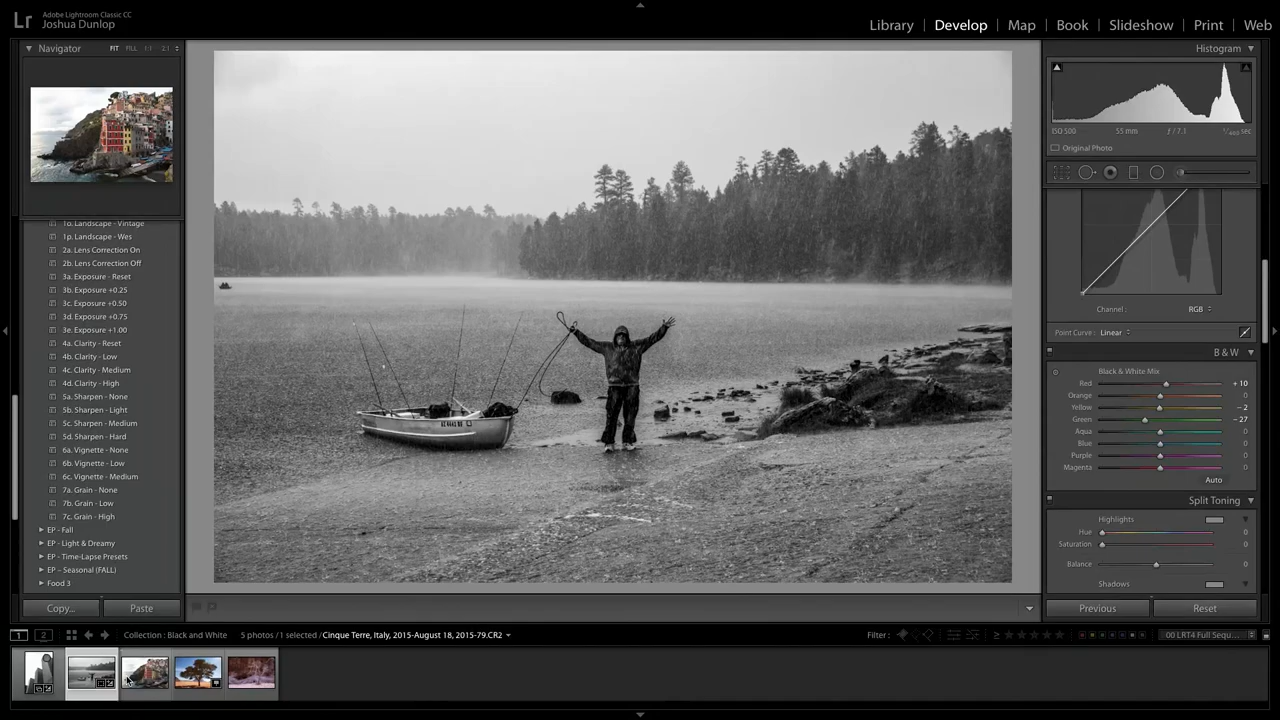 Lr
Adobe Lightroom Classic CC
Joshua Dunlop
Library
Develop
Map
Book
Slideshow
Print
Web
Navigator
FIT
FILL
1:1
2:1
1o. Landscape - Vintage
1p. Landscape - Wes
2a. Lens Correction On
2b. Lens Correction Off
3a. Exposure - Reset
3b. Exposure +0.25
3c. Exposure +0.50
3d. Exposure +0.75
3e. Exposure +1.00
4a. Clarity - Reset
4b. Clarity - Low
4c. Clarity - Medium
4d. Clarity - High
5a. Sharpen - None
5b. Sharpen - Light
5c. Sharpen - Medium
5d. Sharpen - Hard
6a. Vignette - None
6b. Vignette - Low
6c. Vignette - Medium
7a. Grain - None
7b. Grain - Low
7c. Grain - High
EP - Fall
EP - Light & Dreamy
EP - Time-Lapse Presets
EP – Seasonal (FALL)
Food 3
Copy...
Paste
Histogram
ISO 500
55 mm
ƒ / 7.1
1/400 sec
Original Photo
Channel : RGB
Point Curve : Linear
B & W
Black & White Mix
Red + 10
Orange 0
Yellow − 2
Green − 27
Aqua 0
Blue 0
Purple 0
Magenta 0
Auto
Split Toning
Highlights
Hue 0
Saturation 0
Balance 0
Shadows
Previous
Reset
1
2
Collection : Black and White
5 photos / 1 selected / Cinque Terre, Italy, 2015-August 18, 2015-79.CR2
Filter :
00 LRT4 Full Sequ...